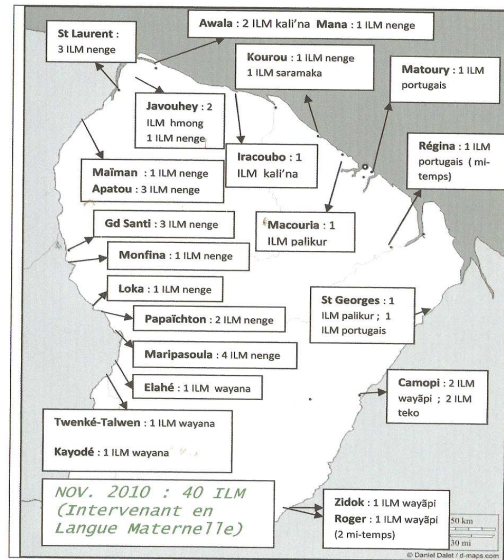 Awala : 2 ILM kali'na Mana : 1 ILM nenge
St Laurent :
3 ILM nenge
Kourou : 1 ILM nenge
1 ILM saramaka
Matoury : 1 ILM
portugais
Javouhey : 2
ILM hmong
1 ILM nenge
Iracoubo : 1
ILM kali'na
Régina : 1 ILM
portugais ( mi-
temps)
Maïman : 1 ILM nenge
Apatou : 3 ILM nenge
Gd Santi : 3 ILM nenge
Macouria : 1
ILM palikur
Monfina : 1 ILM nenge
Loka : 1 ILM nenge
Papaïchton : 2 ILM nenge
St Georges : 1
ILM palikur ; 1
ILM portugais
Maripasoula : 4 ILM nenge
Elahé : 1 ILM wayana
Camopi : 2 ILM
wayãpi ; 2 ILM
teko
Twenké-Talwen : 1 ILM wayana
Kayodé : 1 ILM wayana
NOV. 2010 : 40 ILM
(Intervenant en
Langue Maternelle)
Zidok : 1 ILM wayãpi
Roger : 1 ILM wayãpi
(2 mi-temps)
50 km
30 mi
© Daniel Dalet / d-maps.com